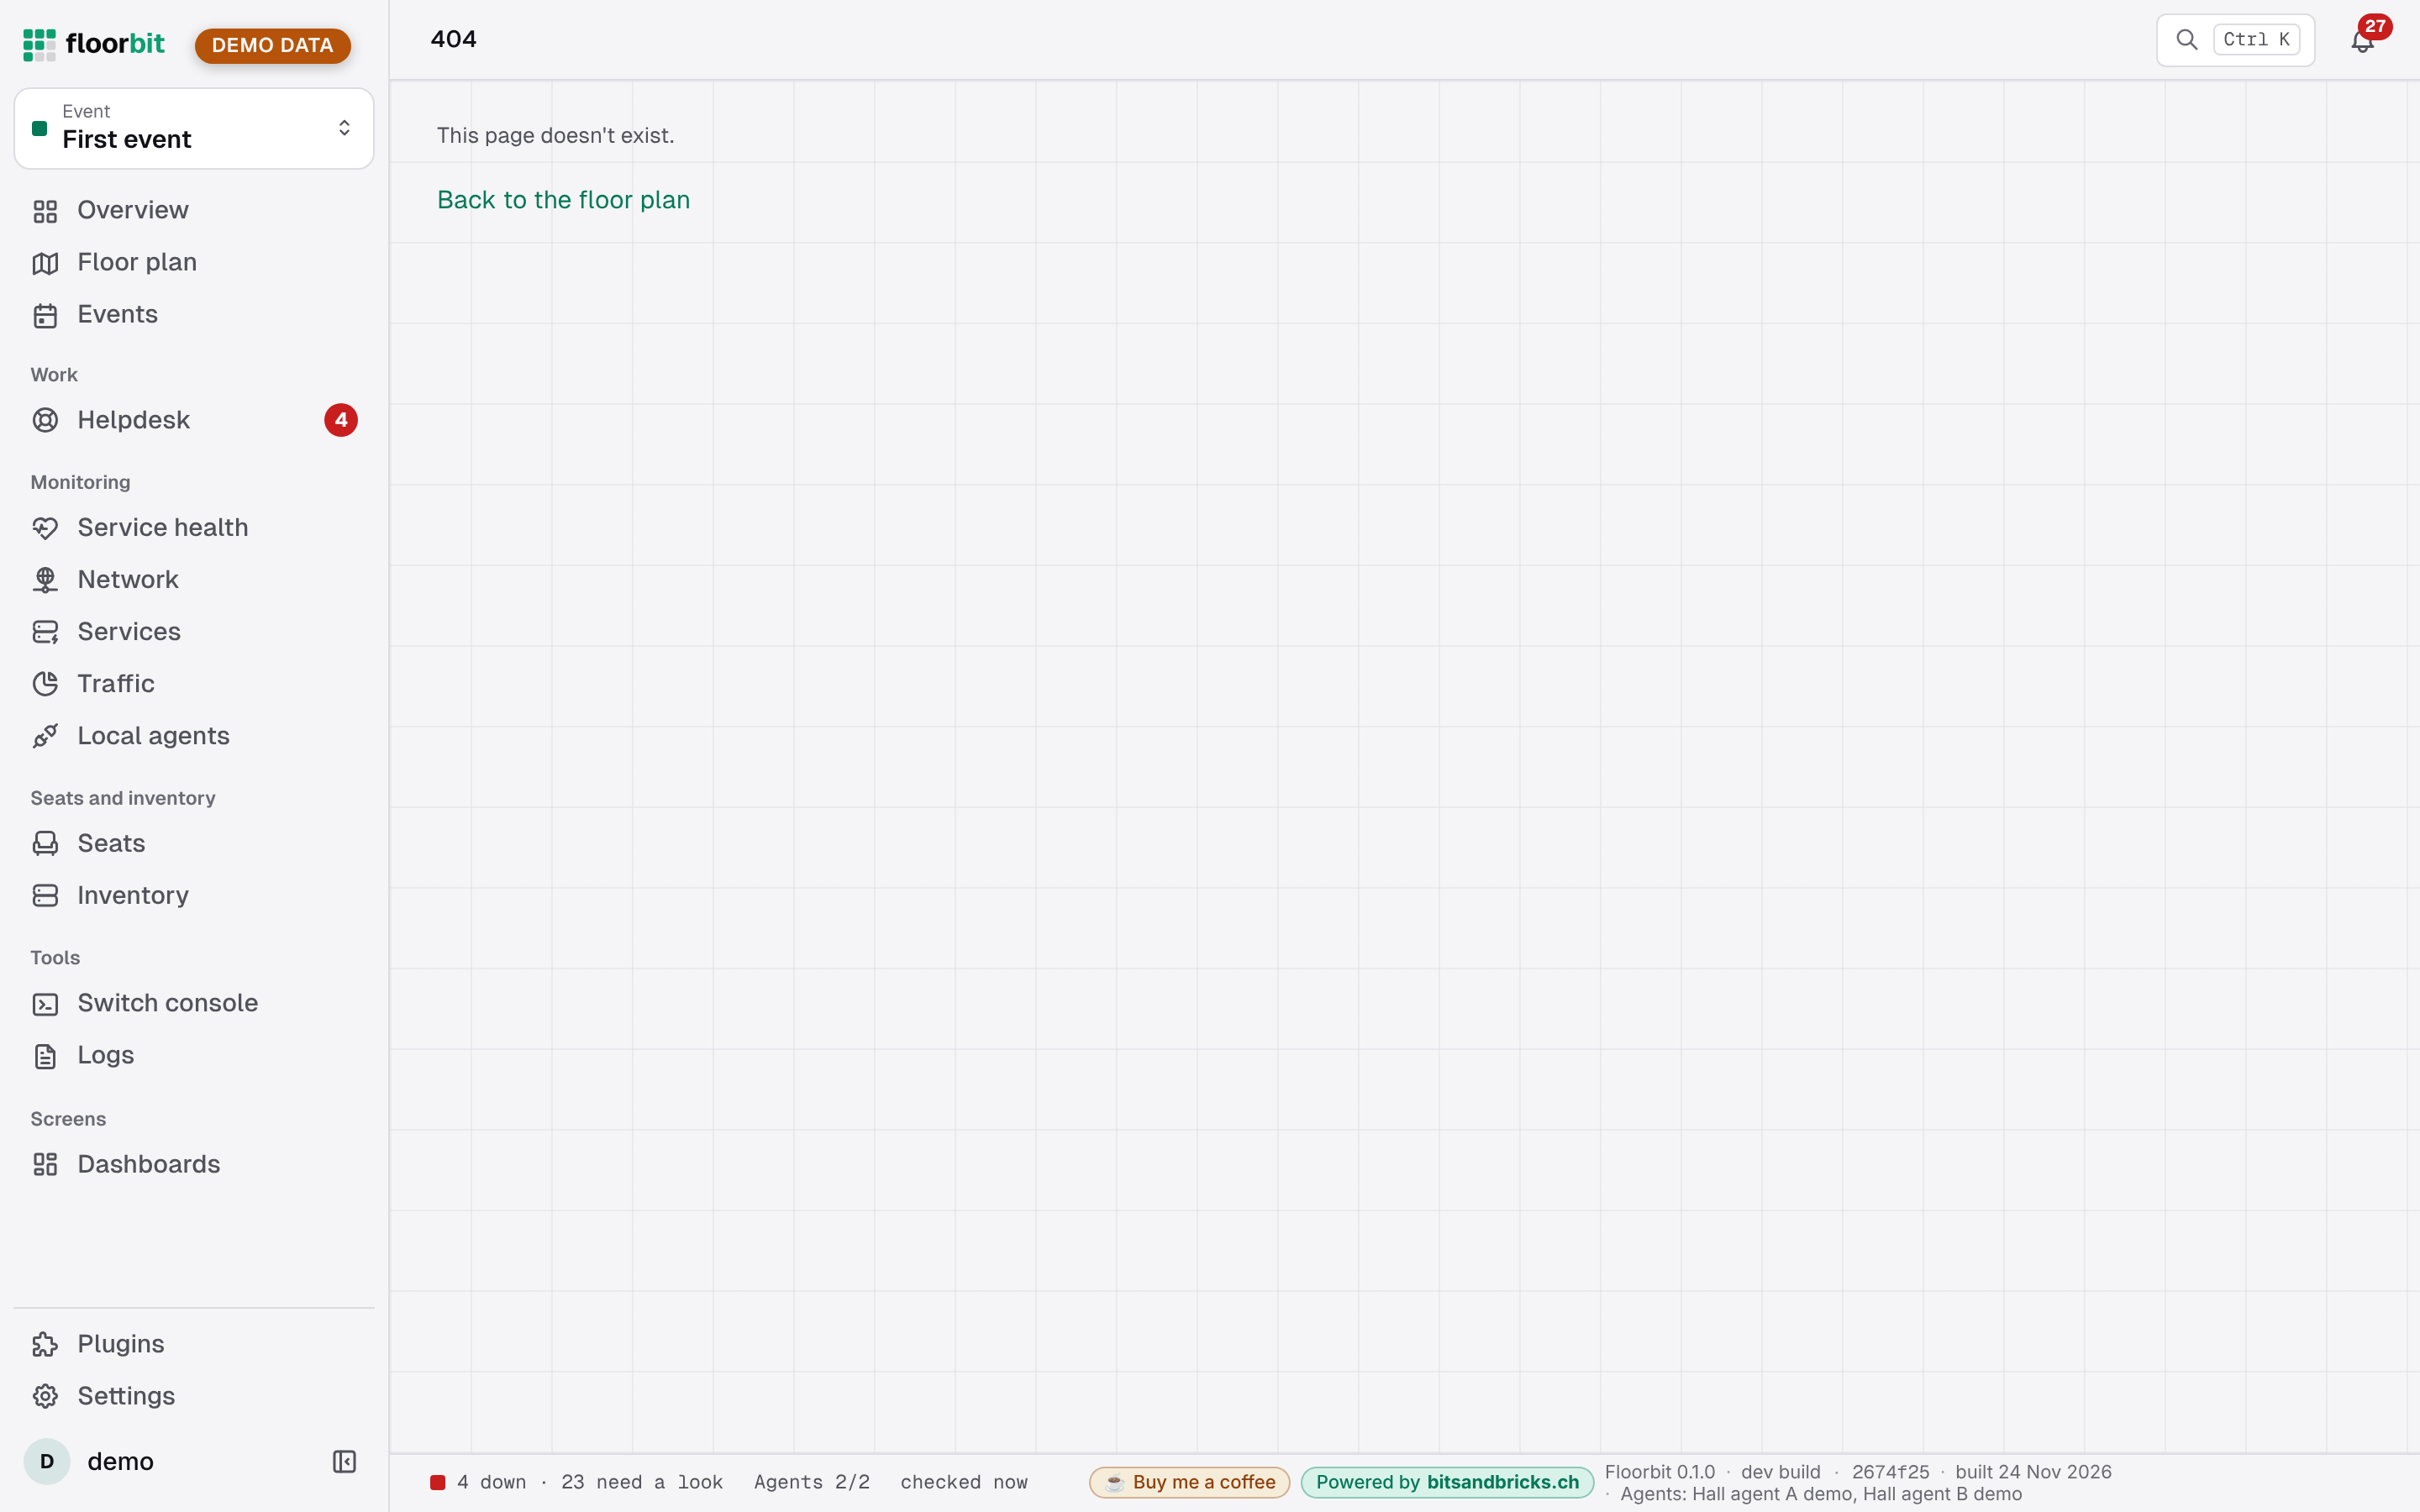 floorbit
DEMO DATA
Event
First event
Overview
Floor plan
Events
Work
Helpdesk
4
Monitoring
Service health
Network
Services
Traffic
Local agents
Seats and inventory
Seats
Inventory
Tools
Switch console
Logs
Screens
Dashboards
Plugins
Settings
D
demo
404
Ctrl K
27
This page doesn't exist.
Back to the floor plan
4 down · 23 need a look
Agents 2/2
checked now
Buy me a coffee
Powered by bitsandbricks.ch
Floorbit 0.1.0 · dev build · 2674f25 · built 24 Nov 2026
· Agents: Hall agent A demo, Hall agent B demo